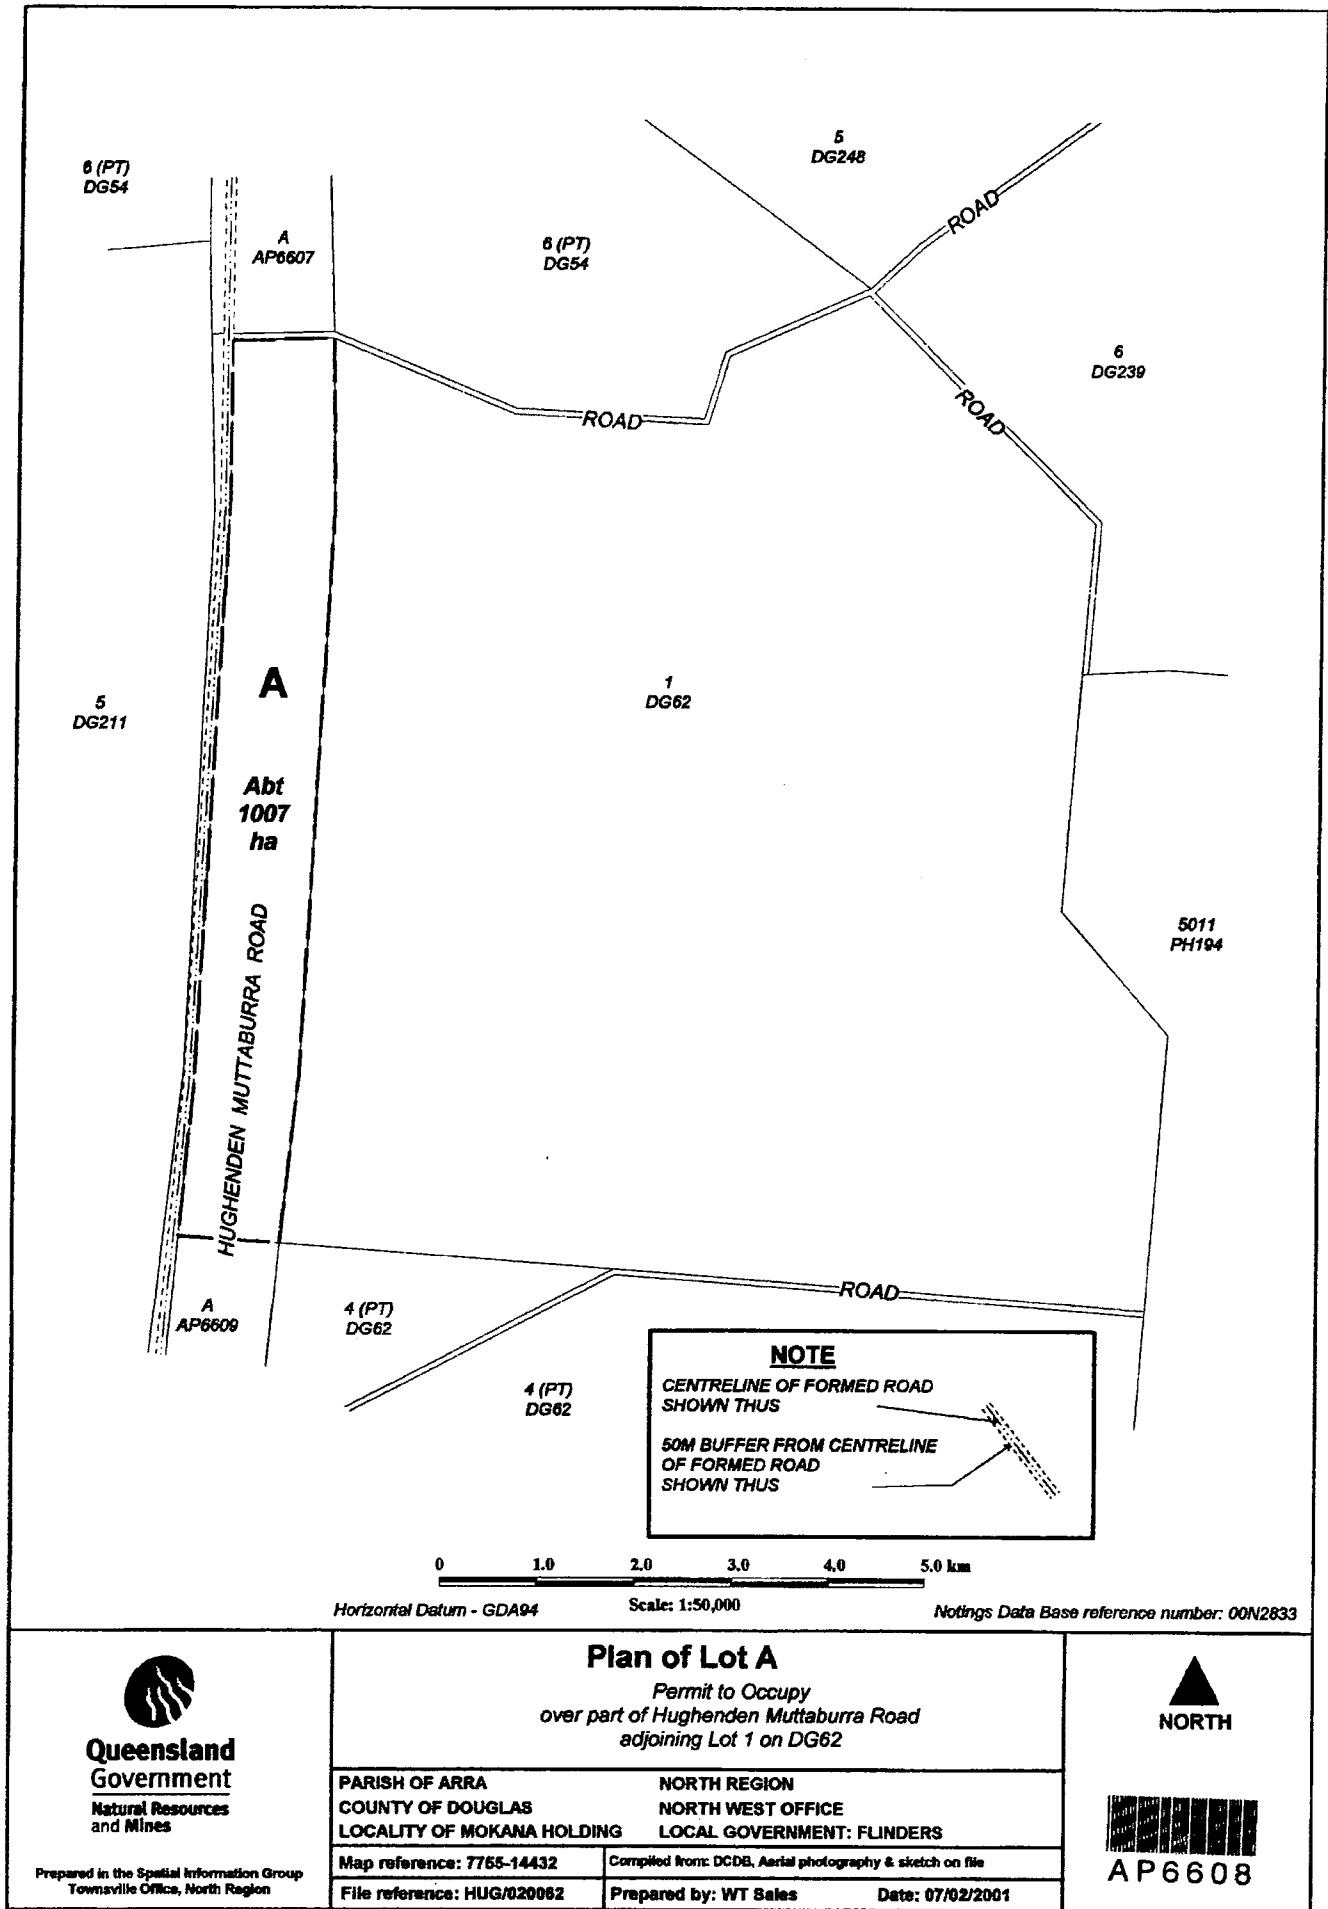 5
DG248
6 (PT)
DG54
ROAD
A
AP6607
6 (PT)
DG54
6
DG239
ROAD
ROAD
A
1
DG62
5
DG211
Abt
1007
ha
HUGHENDEN MUTTABURRA ROAD
5011
PH194
ROAD
A
AP6609
4 (PT)
DG62
4 (PT)
DG62
NOTE
CENTRELINE OF FORMED ROAD
SHOWN THUS
50M BUFFER FROM CENTRELINE
OF FORMED ROAD
SHOWN THUS
0 1.0 2.0 3.0 4.0 5.0 km
Horizontal Datum - GDA94
Scale: 1:50,000
Notings Data Base reference number: 00N2833
Queensland
Government
Natural Resources
and Mines
Prepared in the Spatial Information Group
Townsville Office, North Region
Plan of Lot A
Permit to Occupy
over part of Hughenden Muttaburra Road
adjoining Lot 1 on DG62
PARISH OF ARRA NORTH REGION
COUNTY OF DOUGLAS NORTH WEST OFFICE
LOCALITY OF MOKANA HOLDING LOCAL GOVERNMENT: FLINDERS
Map reference: 7755-14432 Compiled from: DCDB, Aerial photography & sketch on file
File reference: HUG/020062 Prepared by: WT Sales Date: 07/02/2001
NORTH
AP6608